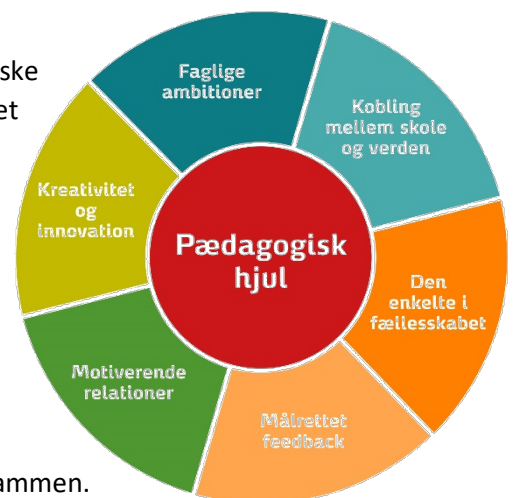 Faglige
ambitioner
Kobling
mellem skole
og verden
Den
enkelte i
fællesskabet
Målrettet
feedback
Motiverende
relationer
Kreativitet
og
innovation
Pædagogisk
hjul